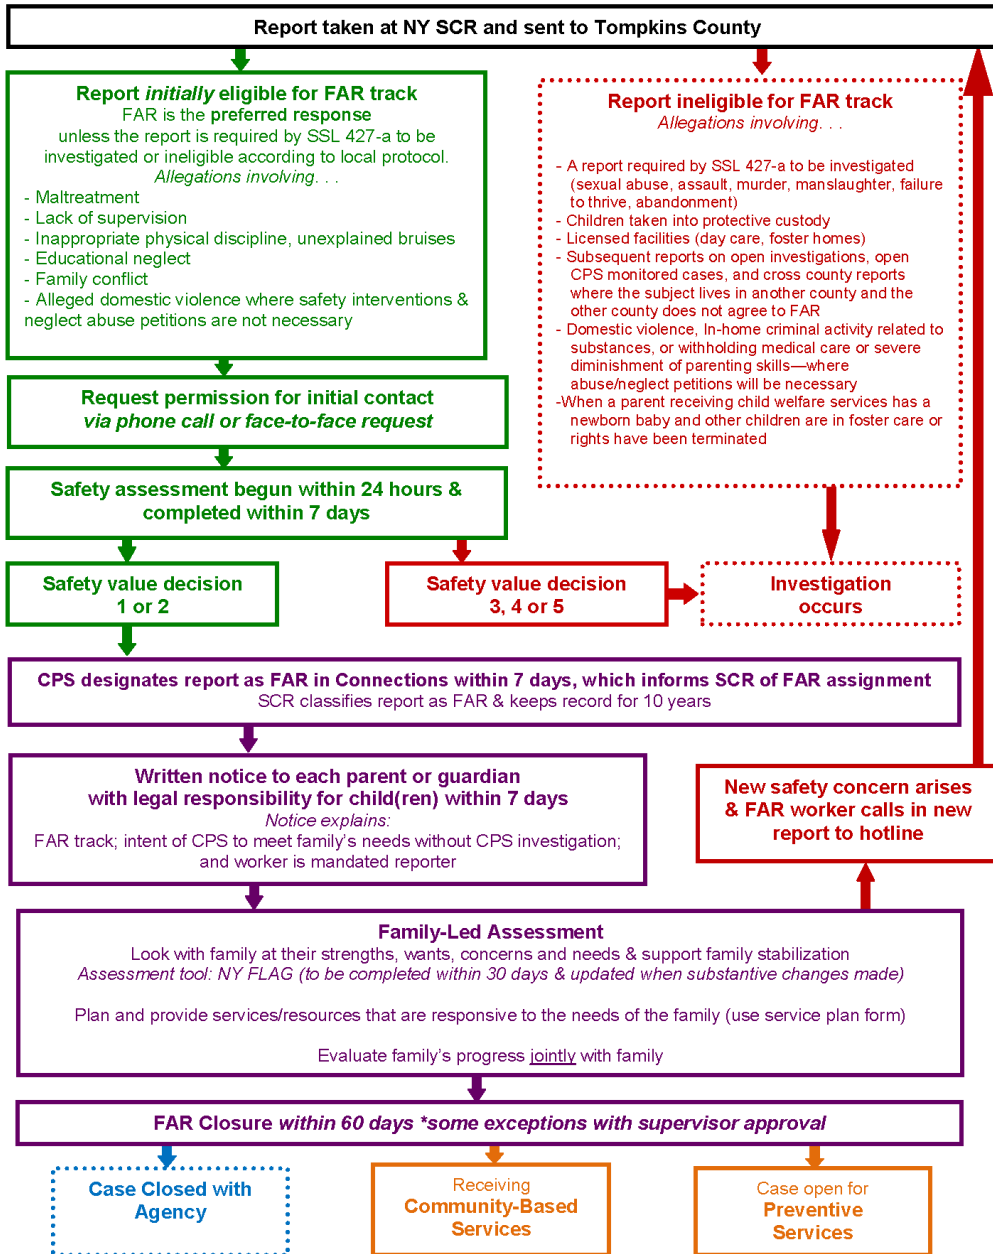 Report taken at NY SCR and sent to Tompkins County
Report initially eligible for FAR track
FAR is the preferred response
unless the report is required by SSL 427-a to be
investigated or ineligible according to local protocol.
Allegations involving. . .
- Maltreatment
- Lack of supervision
- Inappropriate physical discipline, unexplained bruises
- Educational neglect
- Family conflict
- Alleged domestic violence where safety interventions &
neglect abuse petitions are not necessary
Report ineligible for FAR track
Allegations involving. . .
- A report required by SSL 427-a to be investigated
(sexual abuse, assault, murder, manslaughter, failure
to thrive, abandonment)
- Children taken into protective custody
- Licensed facilities (day care, foster homes)
- Subsequent reports on open investigations, open
CPS monitored cases, and cross county reports
where the subject lives in another county and the
other county does not agree to FAR
- Domestic violence, In-home criminal activity related to
substances, or withholding medical care or severe
diminishment of parenting skills—where
abuse/neglect petitions will be necessary
-When a parent receiving child welfare services has a
newborn baby and other children are in foster care or
rights have been terminated
Request permission for initial contact
via phone call or face-to-face request
Safety assessment begun within 24 hours &
completed within 7 days
Safety value decision
1 or 2
Safety value decision
3, 4 or 5
Investigation
occurs
CPS designates report as FAR in Connections within 7 days, which informs SCR of FAR assignment
SCR classifies report as FAR & keeps record for 10 years
Written notice to each parent or guardian
with legal responsibility for child(ren) within 7 days
Notice explains:
FAR track; intent of CPS to meet family's needs without CPS investigation;
and worker is mandated reporter
New safety concern arises
& FAR worker calls in new
report to hotline
Family-Led Assessment
Look with family at their strengths, wants, concerns and needs & support family stabilization
Assessment tool: NY FLAG (to be completed within 30 days & updated when substantive changes made)
Plan and provide services/resources that are responsive to the needs of the family (use service plan form)
Evaluate family's progress jointly with family
FAR Closure within 60 days *some exceptions with supervisor approval
Case Closed with
Agency
Receiving
Community-Based
Services
Case open for
Preventive
Services